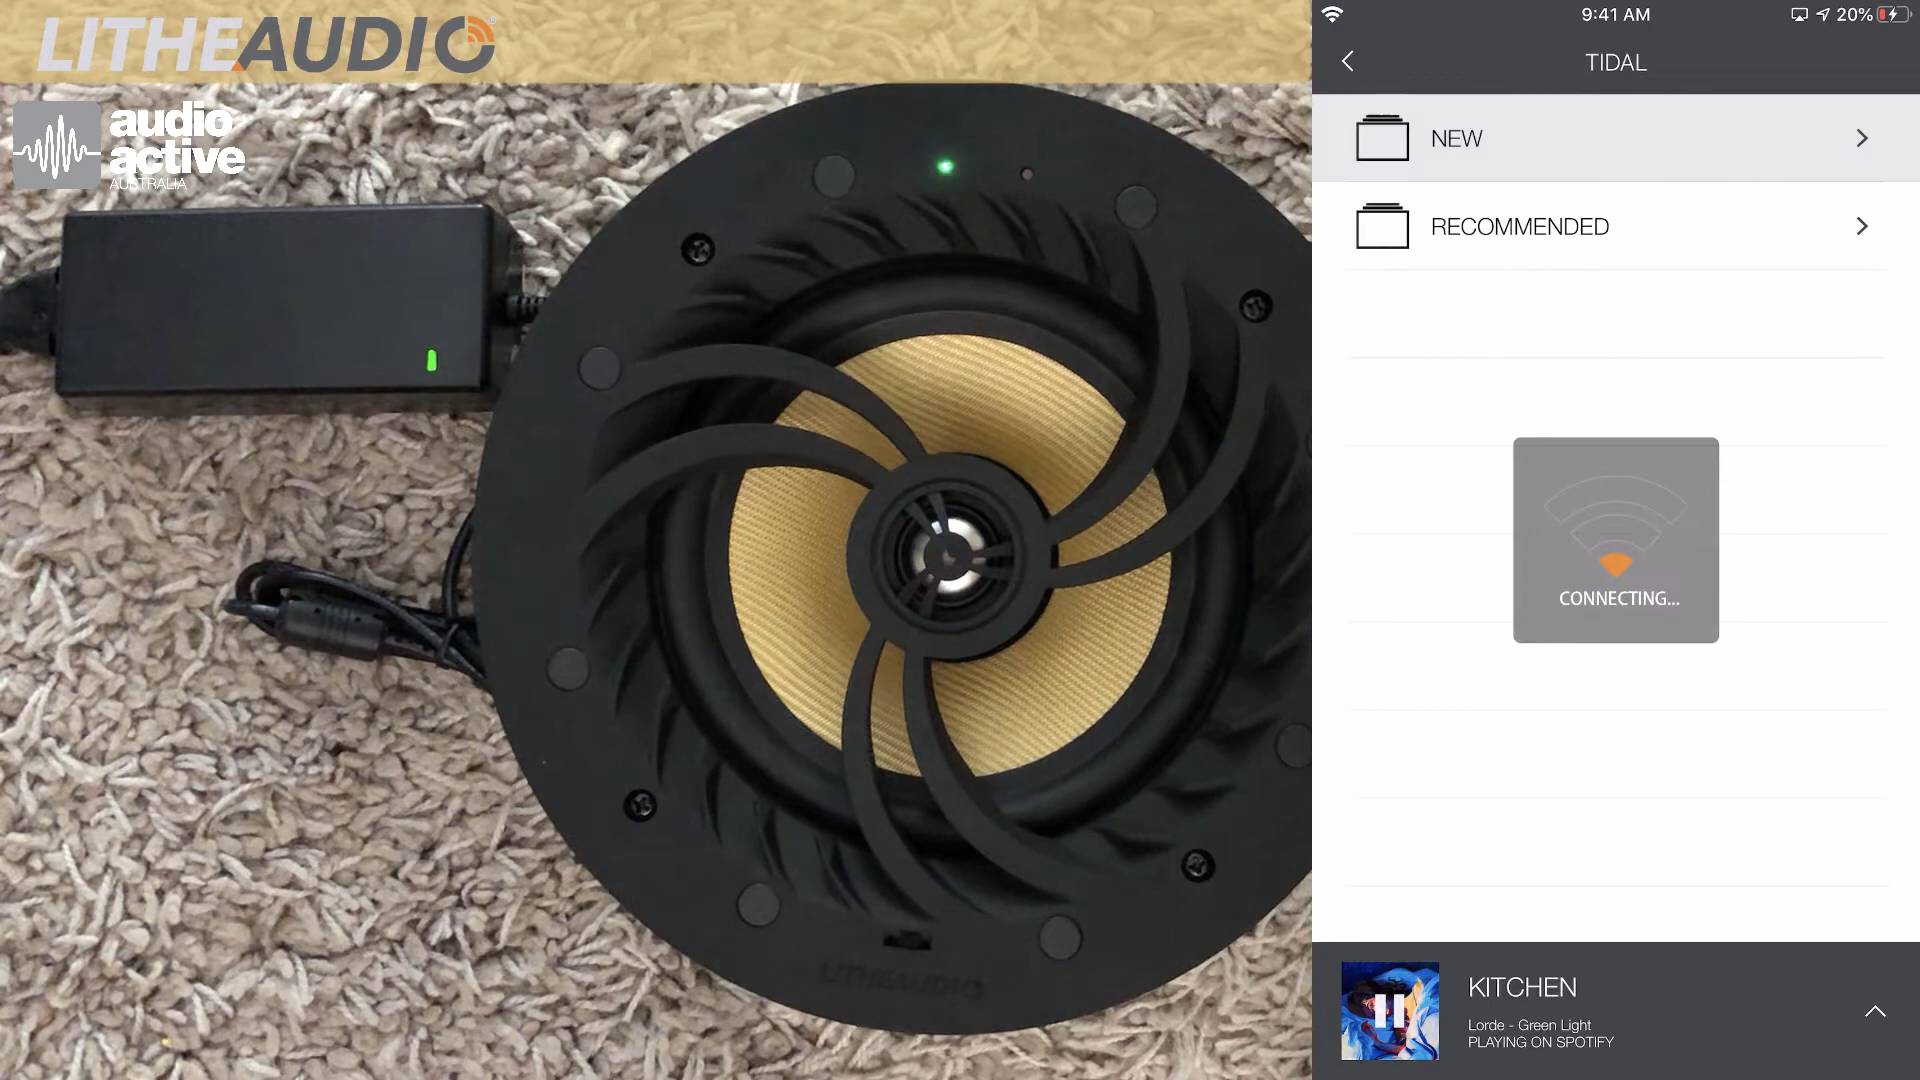 LITHEAUDIO
audio
active
AUSTRALIA
LITHEAUDIO
9:41 AM
20%
TIDAL
NEW
RECOMMENDED
CONNECTING...
KITCHEN
Lorde - Green Light
PLAYING ON SPOTIFY